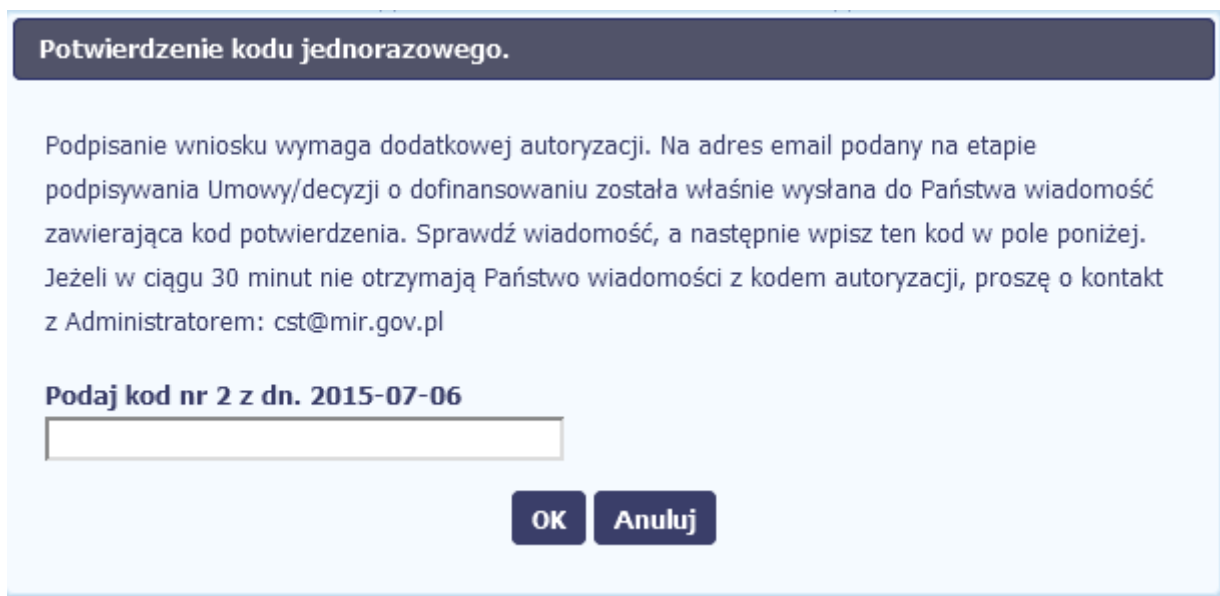 Potwierdzenie kodu jednorazowego.
Podpisanie wniosku wymaga dodatkowej autoryzacji. Na adres email podany na etapie
podpisywania Umowy/decyzji o dofinansowaniu została właśnie wysłana do Państwa wiadomość
zawierająca kod potwierdzenia. Sprawdź wiadomość, a następnie wpisz ten kod w pole poniżej.
Jeżeli w ciągu 30 minut nie otrzymają Państwo wiadomości z kodem autoryzacji, proszę o kontakt
z Administratorem: cst@mir.gov.pl
Podaj kod nr 2 z dn. 2015-07-06
OK Anuluj